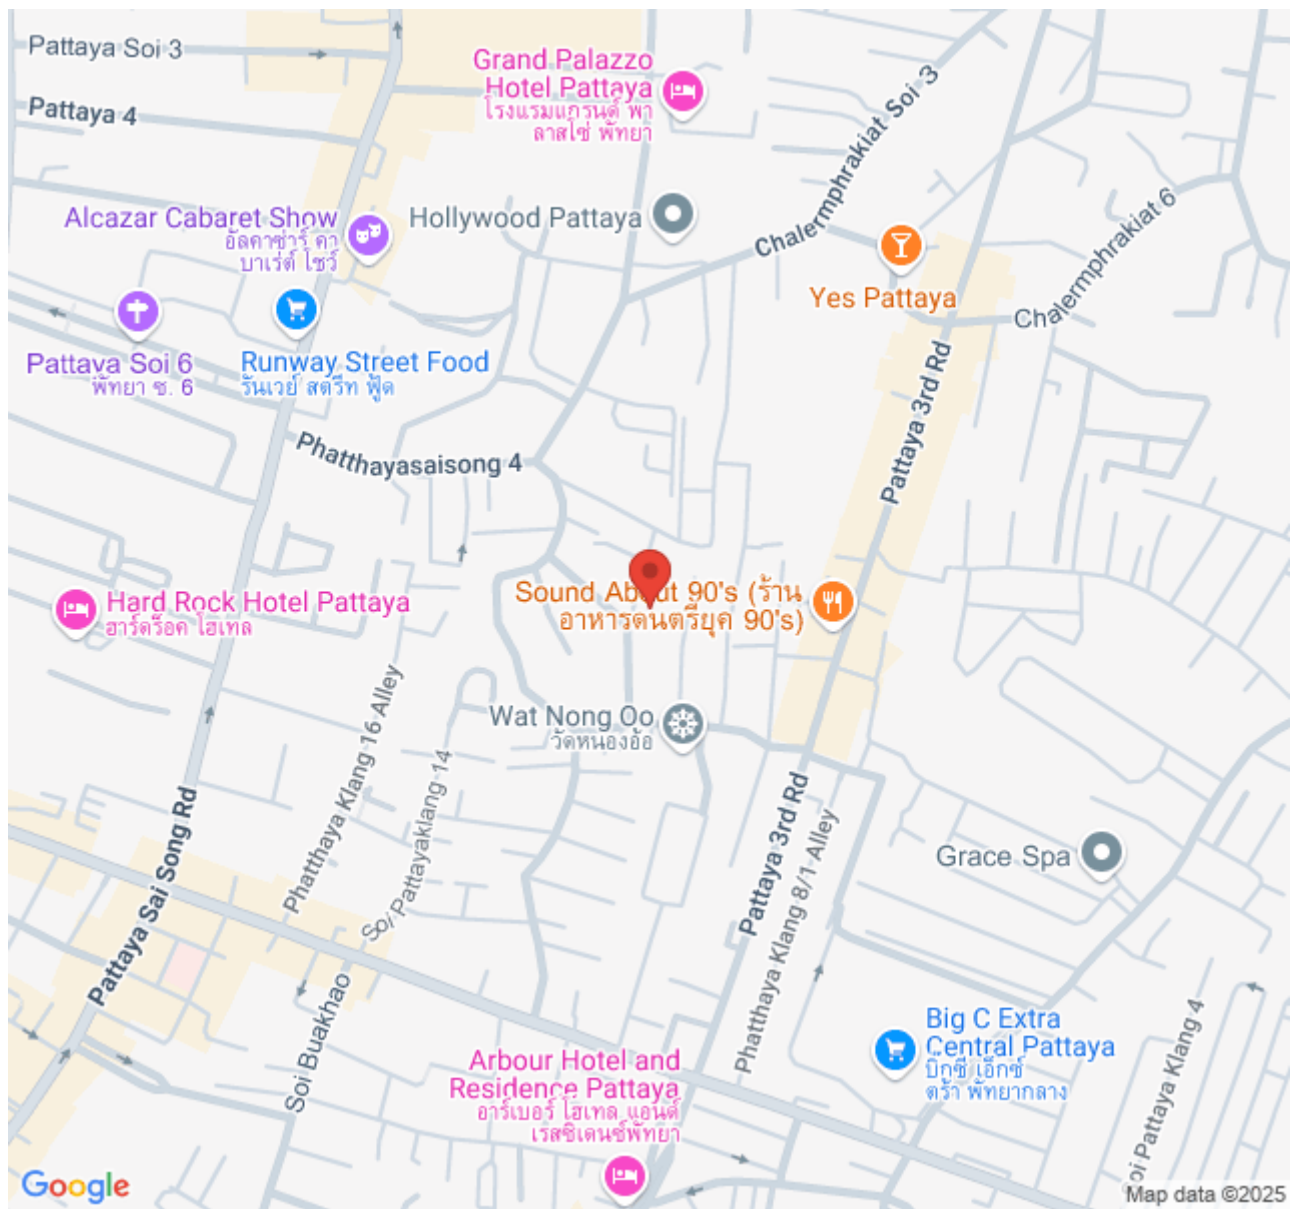 Pattaya Soi 3
Pattaya 4
Grand Palazzo
Hotel Pattaya
โรงแรมแกรนด์ พา
ลาสโซ่ พัทยา
Chalermphrakiat Soi 3
Alcazar Cabaret Show
อัลคาซ่าร์ คา
บาเร่ต์ โชว์
Hollywood Pattaya
Chalermphrakiat 6
Yes Pattaya
Pattaya Soi 6
พัทยา ซ. 6
Runway Street Food
รันเวย์ สตรีท ฟู้ด
Pattaya 3rd Rd
Phatthayasaisong 4
Sound About 90's (ร้าน
อาหารดนตรียุค 90's)
Hard Rock Hotel Pattaya
ฮาร์ดร็อค โฮเทล
Phatthaya Klang 16 Alley
Wat Nong Oo
วัดหนองอ้อ
Soi Pattayaklang 14
Pattaya Sai Song Rd
Pattaya 3rd Rd
Phatthaya Klang 8/1 Alley
Grace Spa
Soi Buakhao
Big C Extra
Central Pattaya
บิ๊กซี เอ็กซ์
ตร้า พัทยากลาง
Soi Pattaya Klang 4
Arbour Hotel and
Residence Pattaya
อาร์เบอร์ โฮเทล แอนด์
เรสซิเดนซ์พัทยา
Google
Map data ©2025